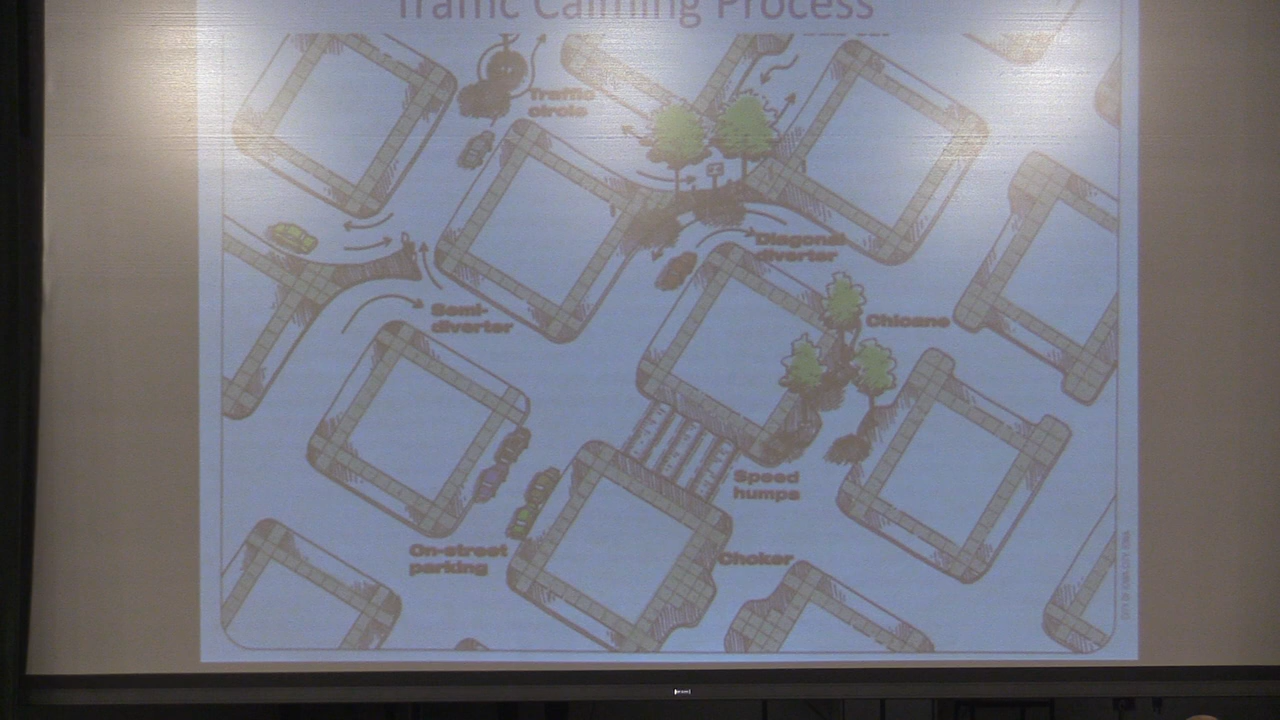 Traffic Calming Process
Traffic
circle
Diagonal
diverter
Semi-
diverter
Chicane
Speed
humps
On-street
parking
Choker